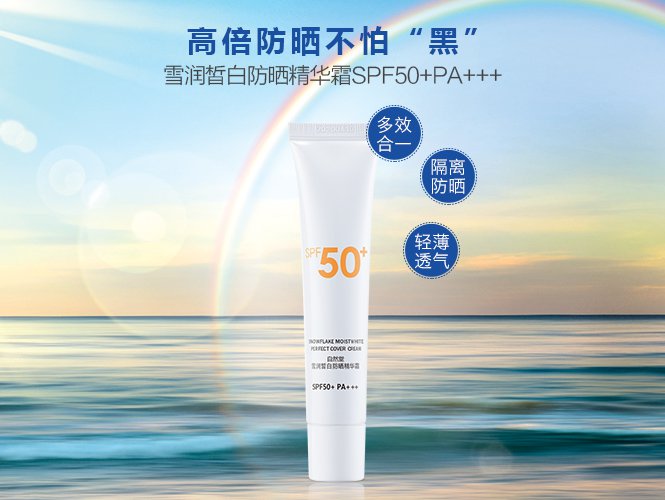 高倍防晒不怕“黑”
雪润皙白防晒精华霜SPF50+PA+++
多效
合一
隔离
防晒
轻薄
透气
SPF50+
SNOWFLAKE MOISTWHITE
PERFECT COVER CREAM
自然堂
雪润皙白防晒精华霜
SPF50+ PA+++